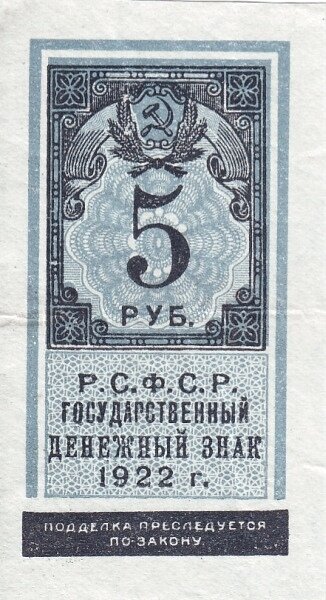 5
РУБ.
Р.С.Ф.С.Р.
ГОСУДАРСТВЕННЫЙ
ДЕНЕЖНЫЙ ЗНАК
1922 г.
ПОДДЕЛКА ПРЕСЛЕДУЕТСЯ
ПО ЗАКОНУ.